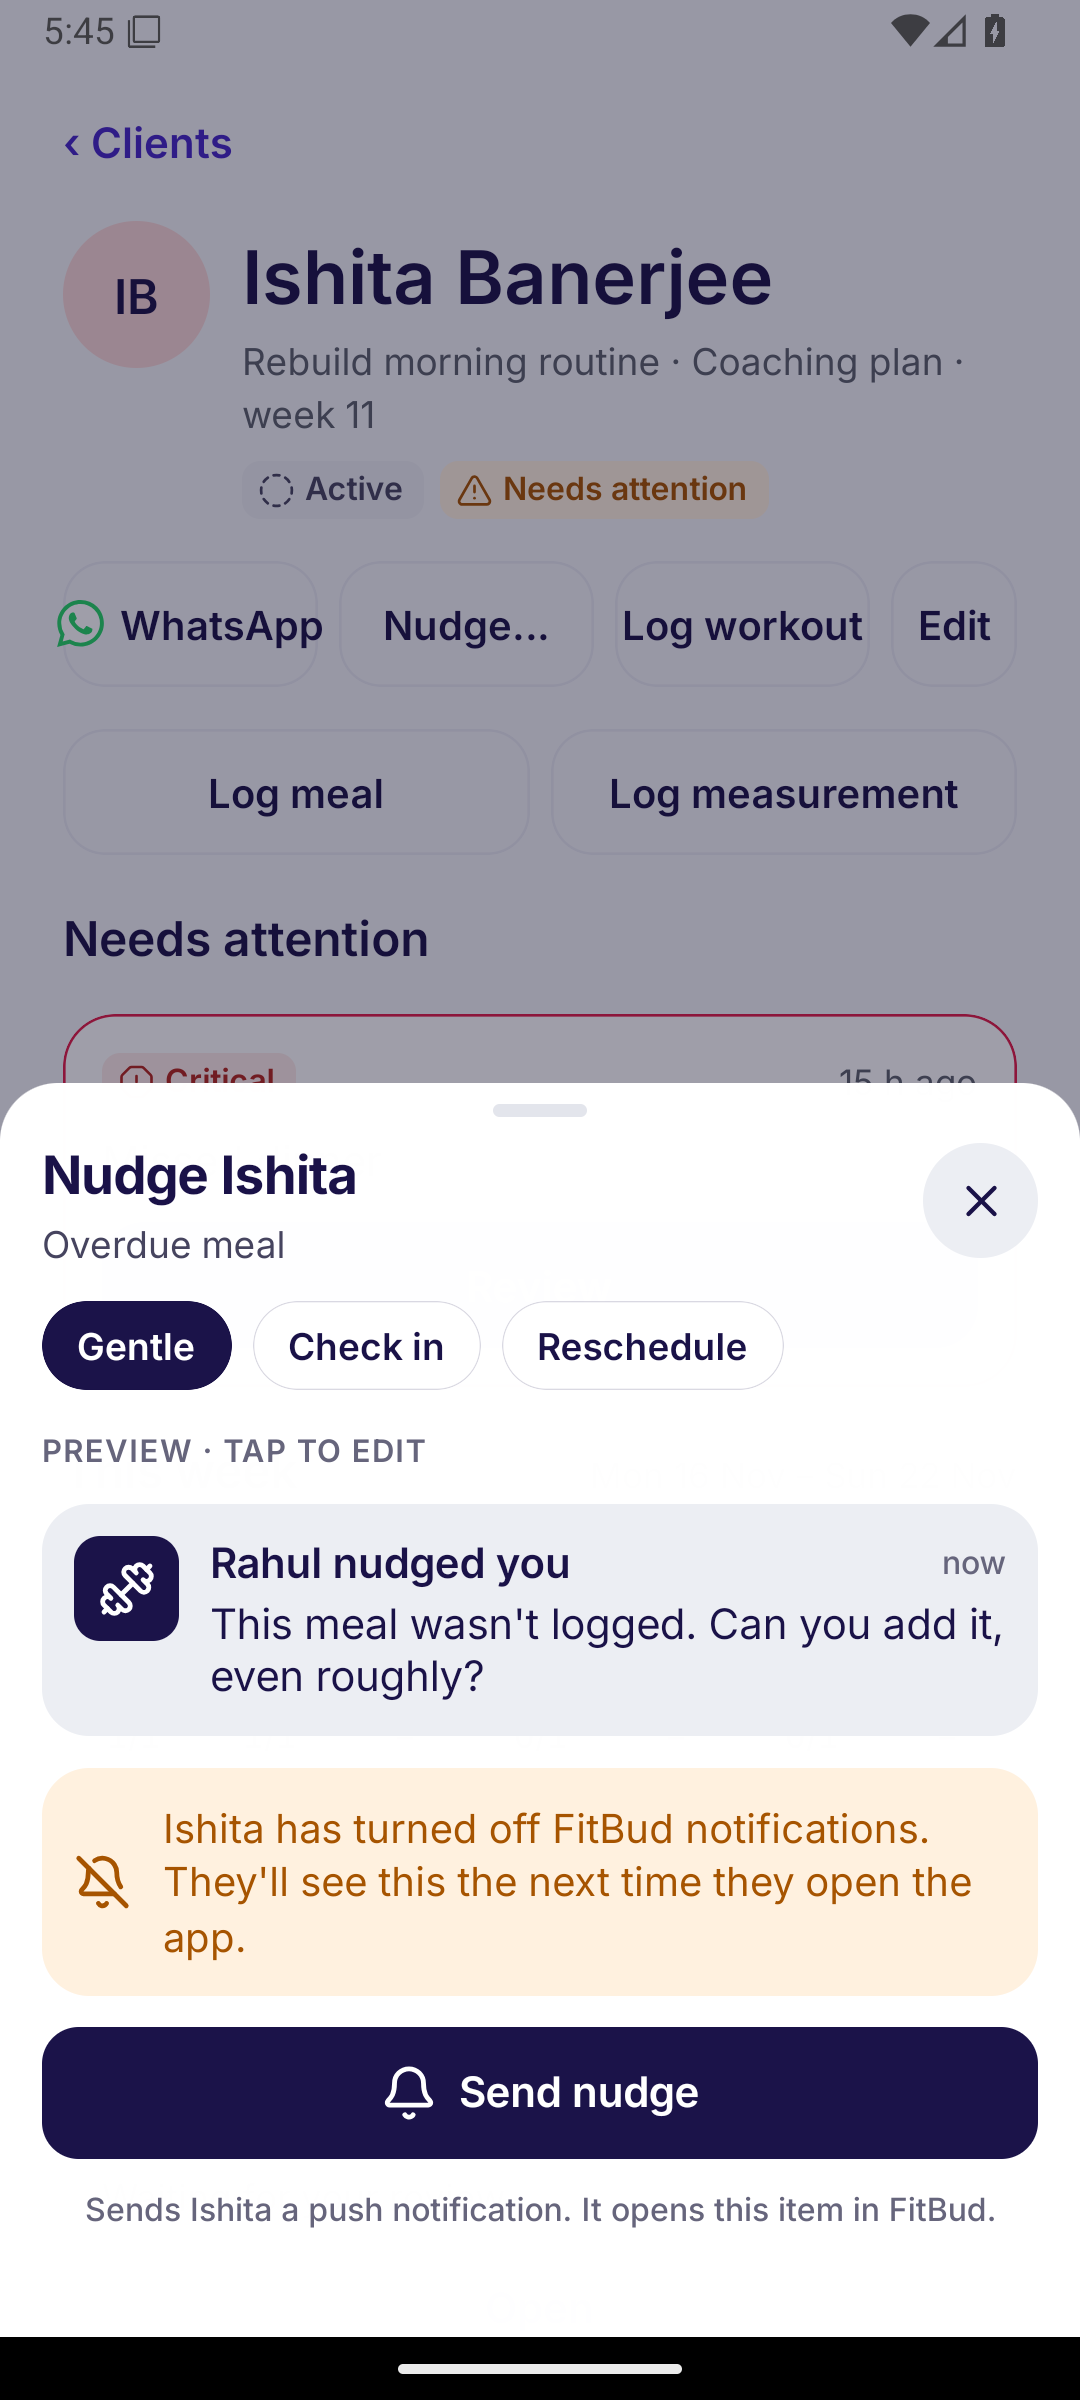 5:45
‹ Clients
IB
Ishita Banerjee
Rebuild morning routine · Coaching plan ·
week 11
Active
Needs attention
WhatsApp
Nudge...
Log workout
Edit
Log meal
Log measurement
Needs attention
Critical
15 h ago
Nudge Ishita
Overdue meal
Gentle
Check in
Reschedule
PREVIEW · TAP TO EDIT
Rahul nudged you
now
This meal wasn't logged. Can you add it,
even roughly?
Ishita has turned off FitBud notifications.
They'll see this the next time they open the
app.
Send nudge
Sends Ishita a push notification. It opens this item in FitBud.